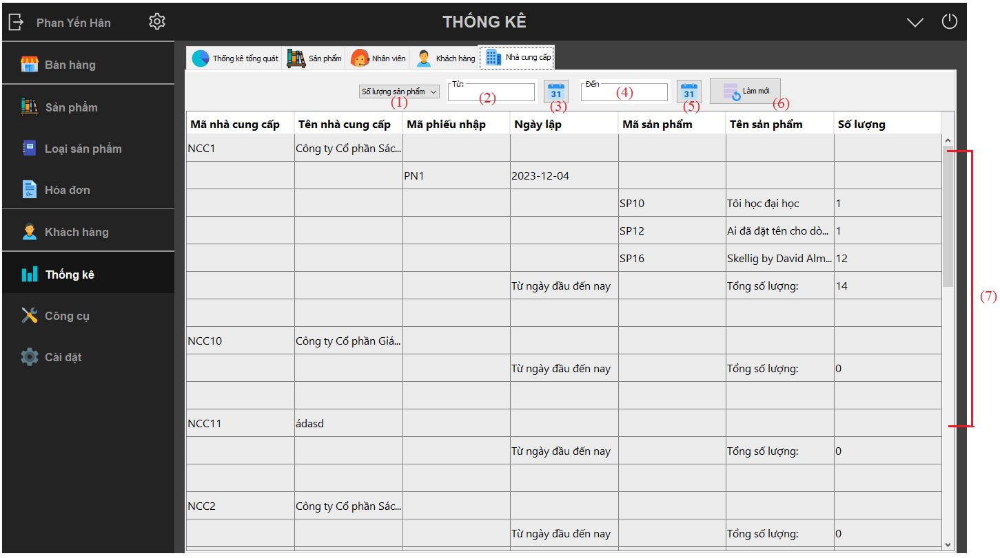 Phan Yến Hân
THỐNG KÊ
Bán hàng
Sản phẩm
Loại sản phẩm
Hóa đơn
Khách hàng
Thống kê
Công cụ
Cài đặt
Thống kê tổng quát Sản phẩm Nhân viên Khách hàng Nhà cung cấp
Số lượng sản phẩm Từ: 31 Đến 31 Làm mới
(1) (2) (3) (4) (5) (6)
Mã nhà cung cấp Tên nhà cung cấp Mã phiếu nhập Ngày lập Mã sản phẩm Tên sản phẩm Số lượng
NCC1 Công ty Cổ phần Sác...
PN1 2023-12-04
SP10 Tôi học đại học 1
SP12 Ai đã đặt tên cho dò... 1
SP16 Skellig by David Alm... 12
Từ ngày đầu đến nay Tổng số lượng: 14
(7)
NCC10 Công ty Cổ phần Giá...
Từ ngày đầu đến nay Tổng số lượng: 0
NCC11 ádasd
Từ ngày đầu đến nay Tổng số lượng: 0
NCC2 Công ty Cổ phần Sác...
Từ ngày đầu đến nay Tổng số lượng: 0